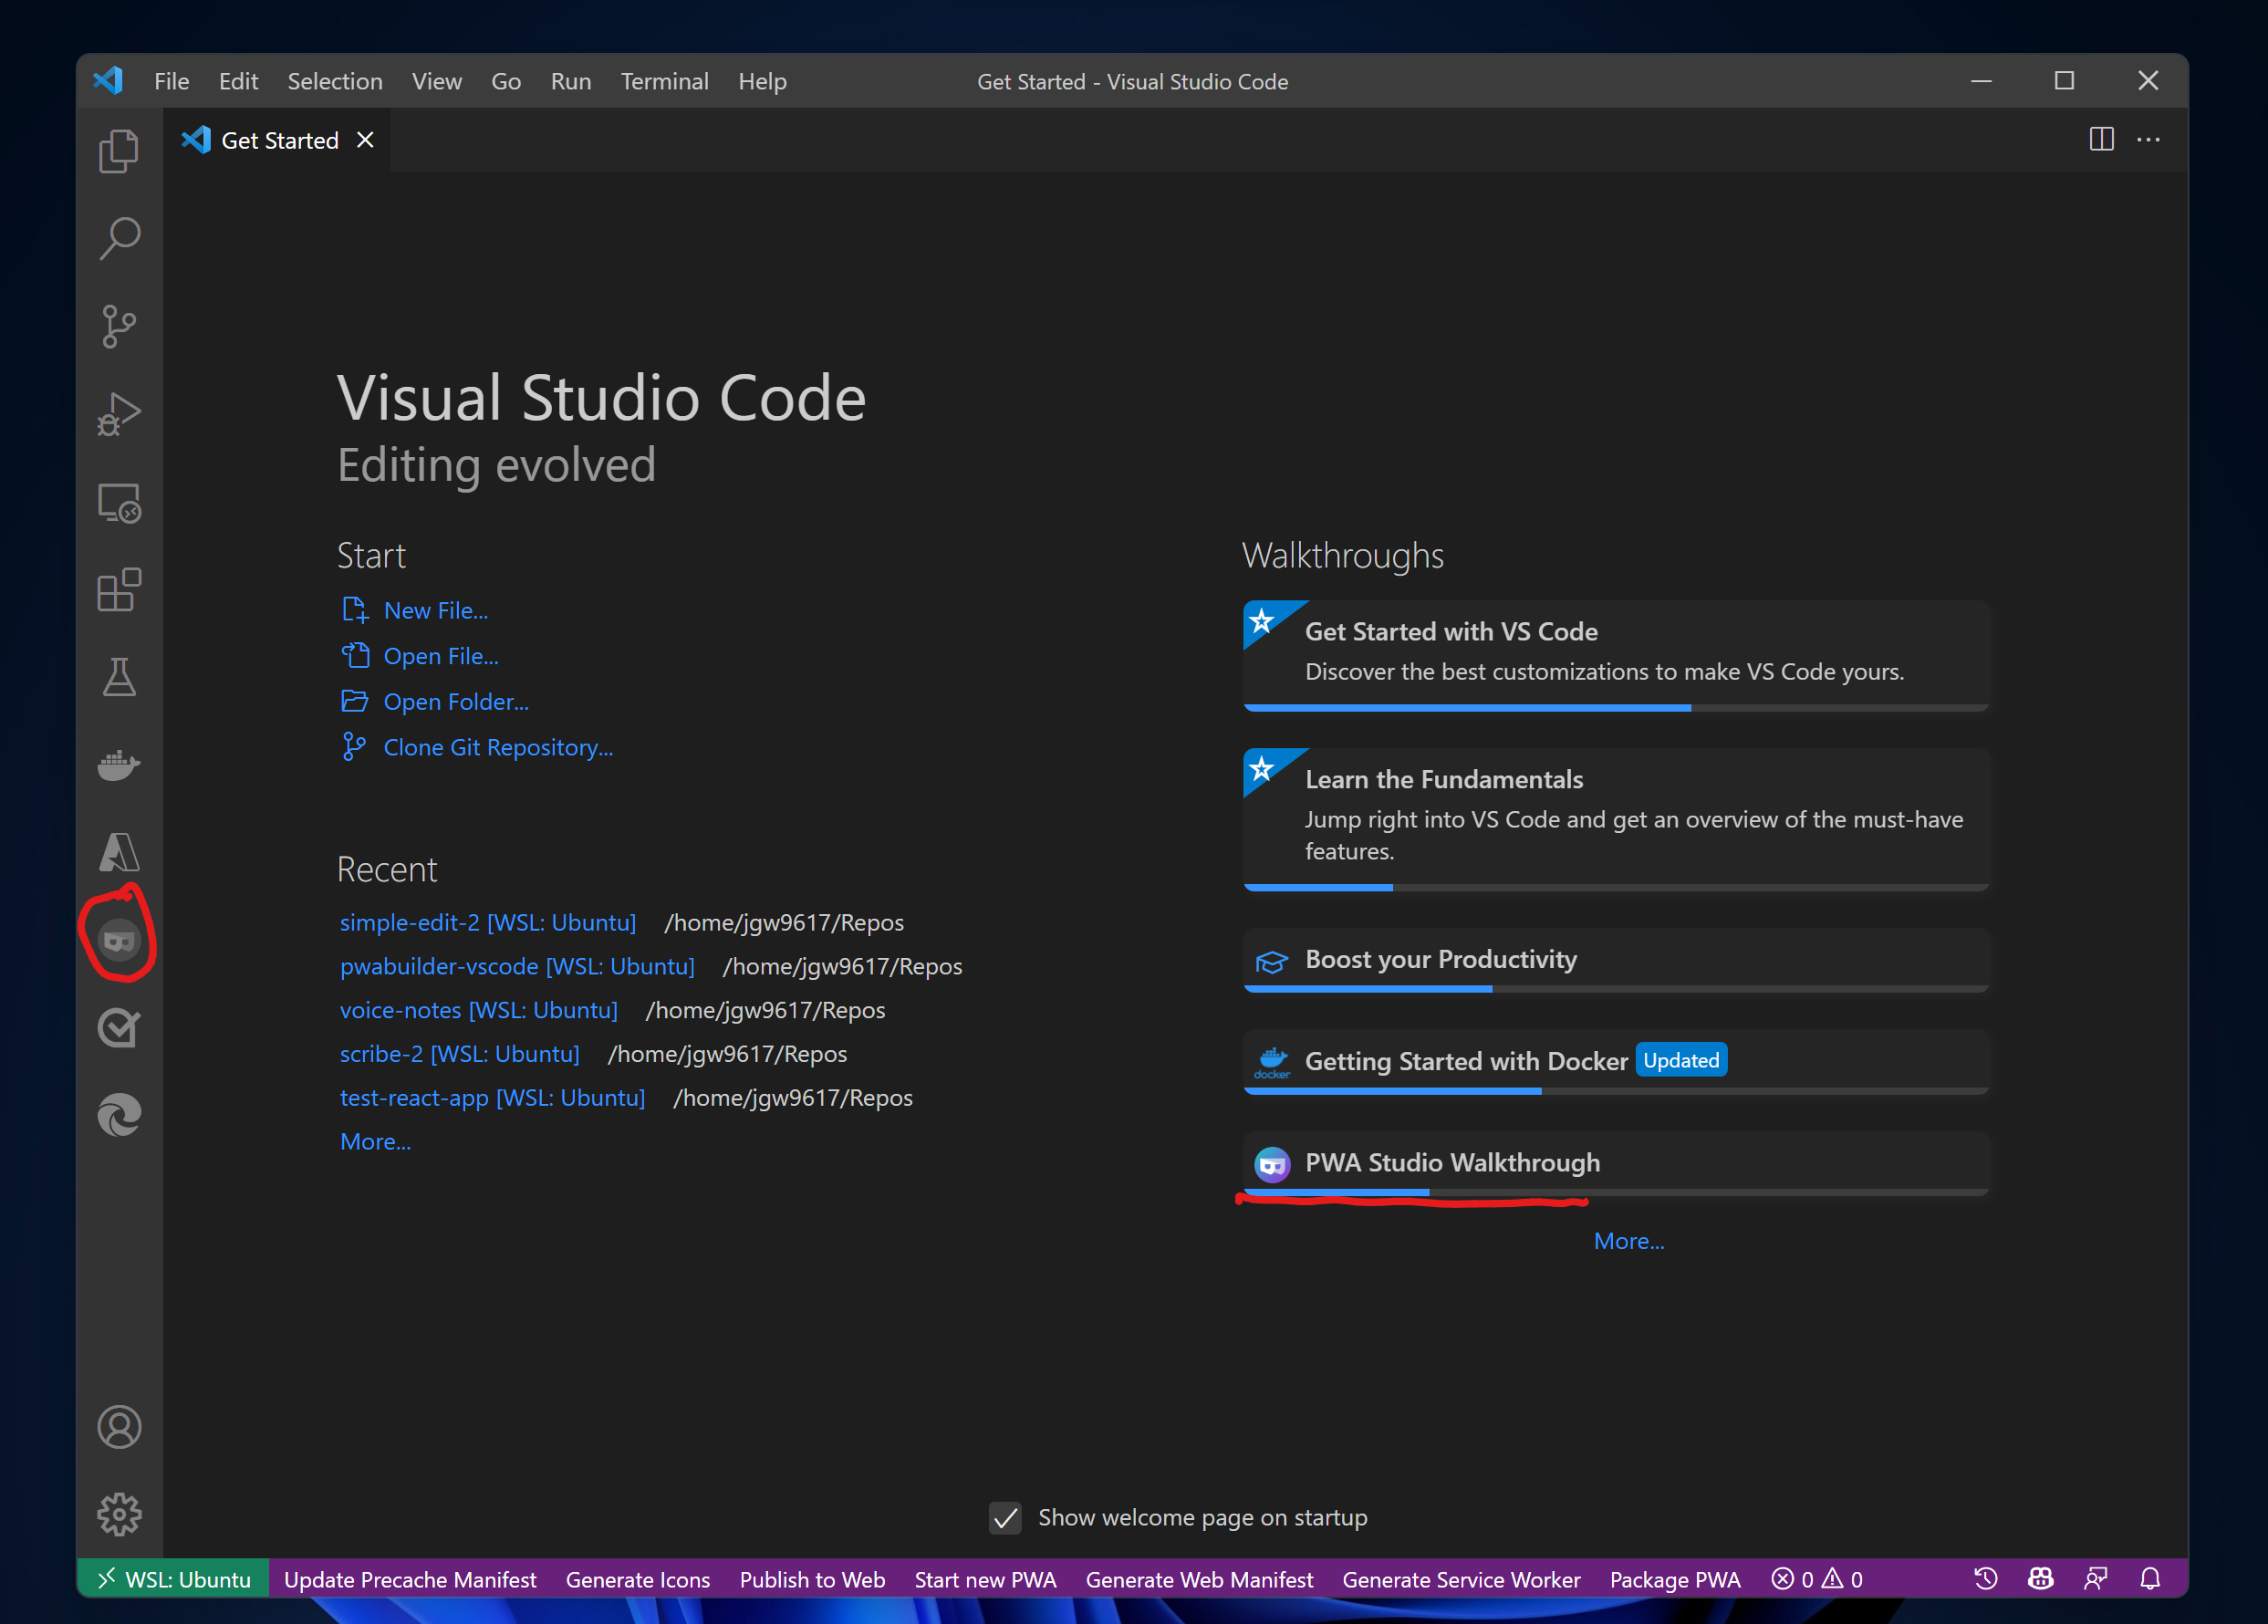 File Edit Selection View Go Run Terminal Help Get Started - Visual Studio Code
Get Started
Visual Studio Code
Editing evolved
Start
New File...
Open File...
Open Folder...
Clone Git Repository...
Recent
simple-edit-2 [WSL: Ubuntu] /home/jgw9617/Repos
pwabuilder-vscode [WSL: Ubuntu] /home/jgw9617/Repos
voice-notes [WSL: Ubuntu] /home/jgw9617/Repos
scribe-2 [WSL: Ubuntu] /home/jgw9617/Repos
test-react-app [WSL: Ubuntu] /home/jgw9617/Repos
More...
Walkthroughs
Get Started with VS Code
Discover the best customizations to make VS Code yours.
Learn the Fundamentals
Jump right into VS Code and get an overview of the must-have
features.
Boost your Productivity
docker
Getting Started with Docker Updated
PWA Studio Walkthrough
More...
Show welcome page on startup
WSL: Ubuntu Update Precache Manifest Generate Icons Publish to Web Start new PWA Generate Web Manifest Generate Service Worker Package PWA 0 0